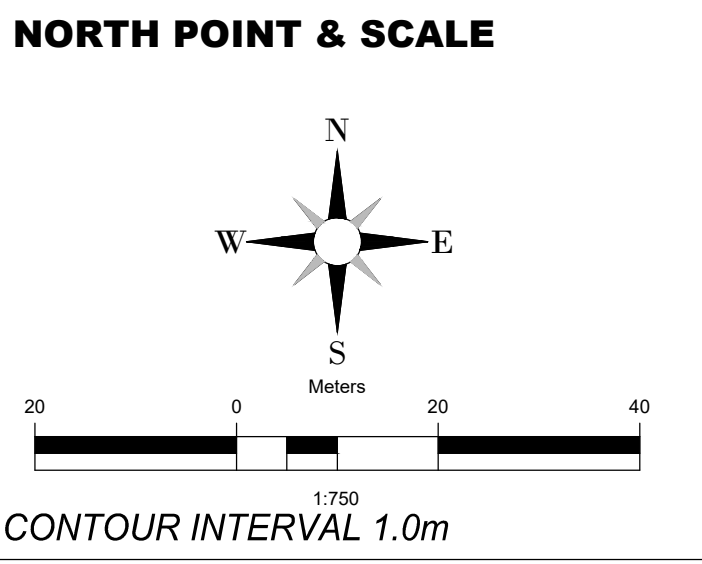 NORTH POINT & SCALE
N
W E
S
Meters
20 0 20 40
1:750
CONTOUR INTERVAL 1.0m